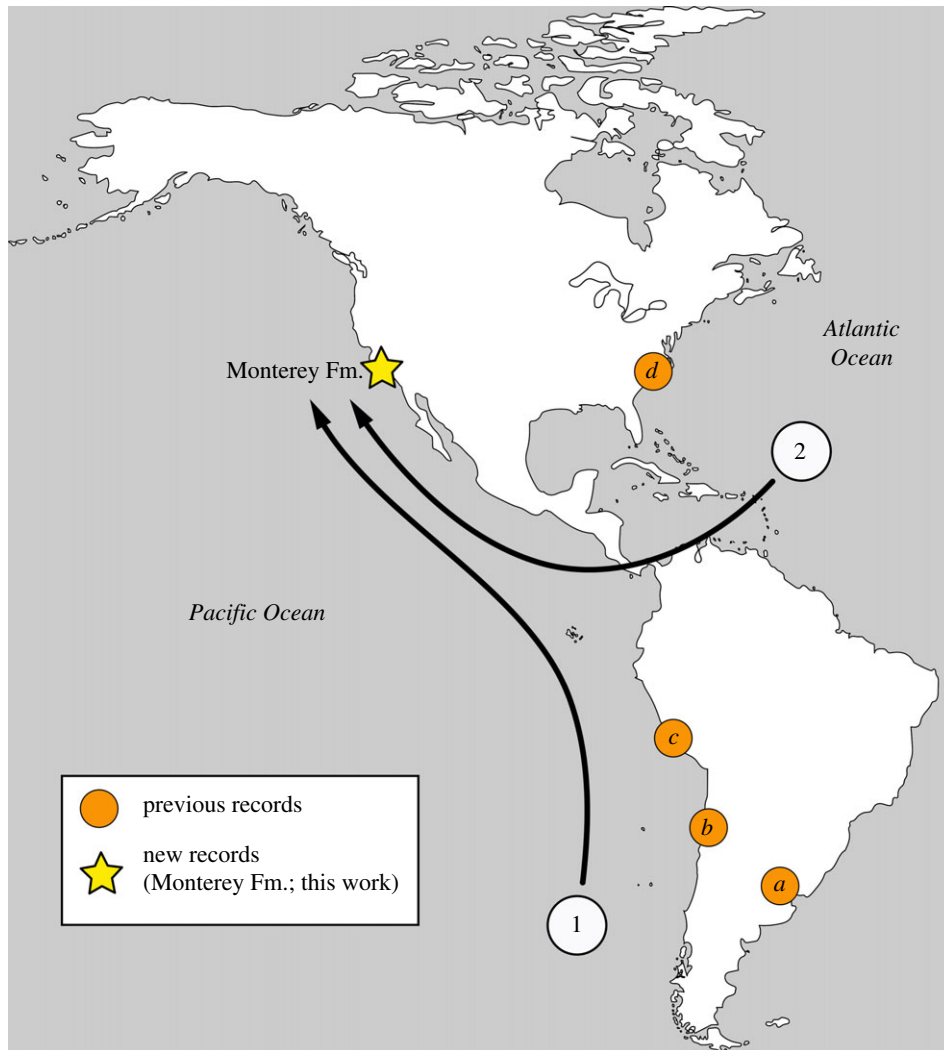 Atlantic
Ocean
Monterey Fm.
d
2
Pacific Ocean
c
b
a
1
previous records
new records
(Monterey Fm.; this work)